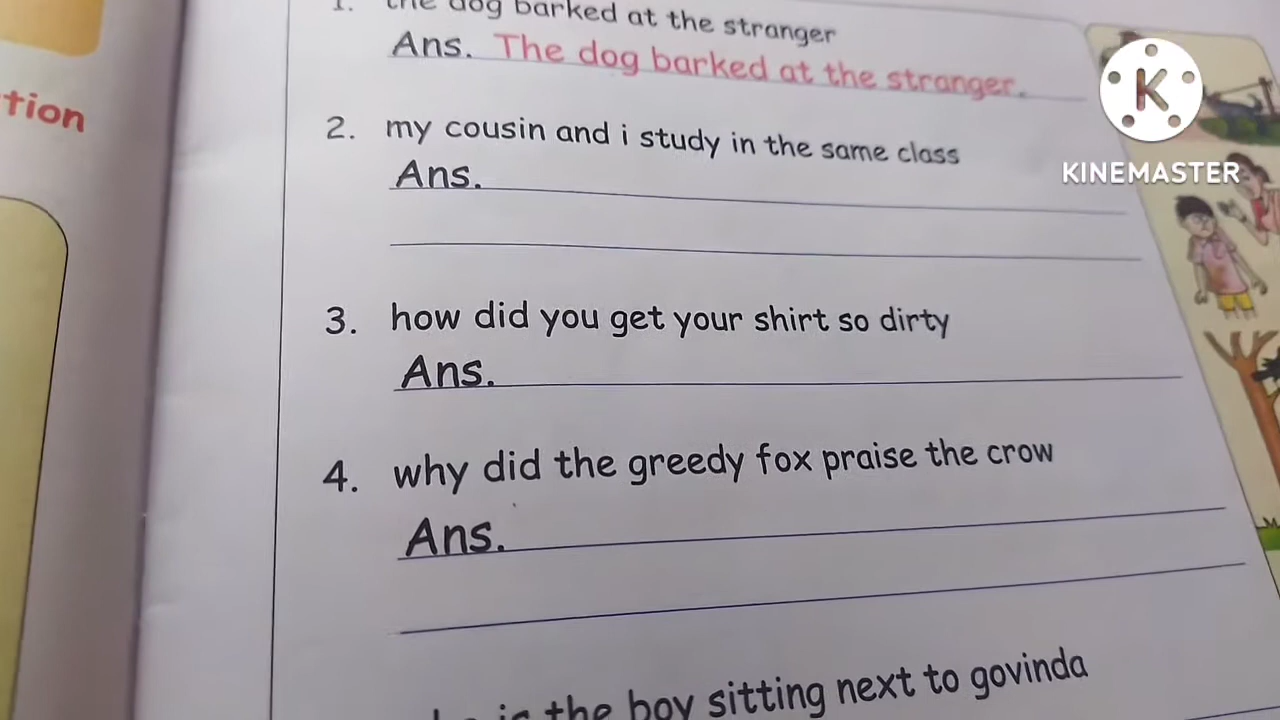 1. the dog barked at the stranger
Ans. The dog barked at the stranger.
2. my cousin and i study in the same class
Ans.
3. how did you get your shirt so dirty
Ans.
4. why did the greedy fox praise the crow
Ans.
is the boy sitting next to govinda
tion
K
KINEMASTER